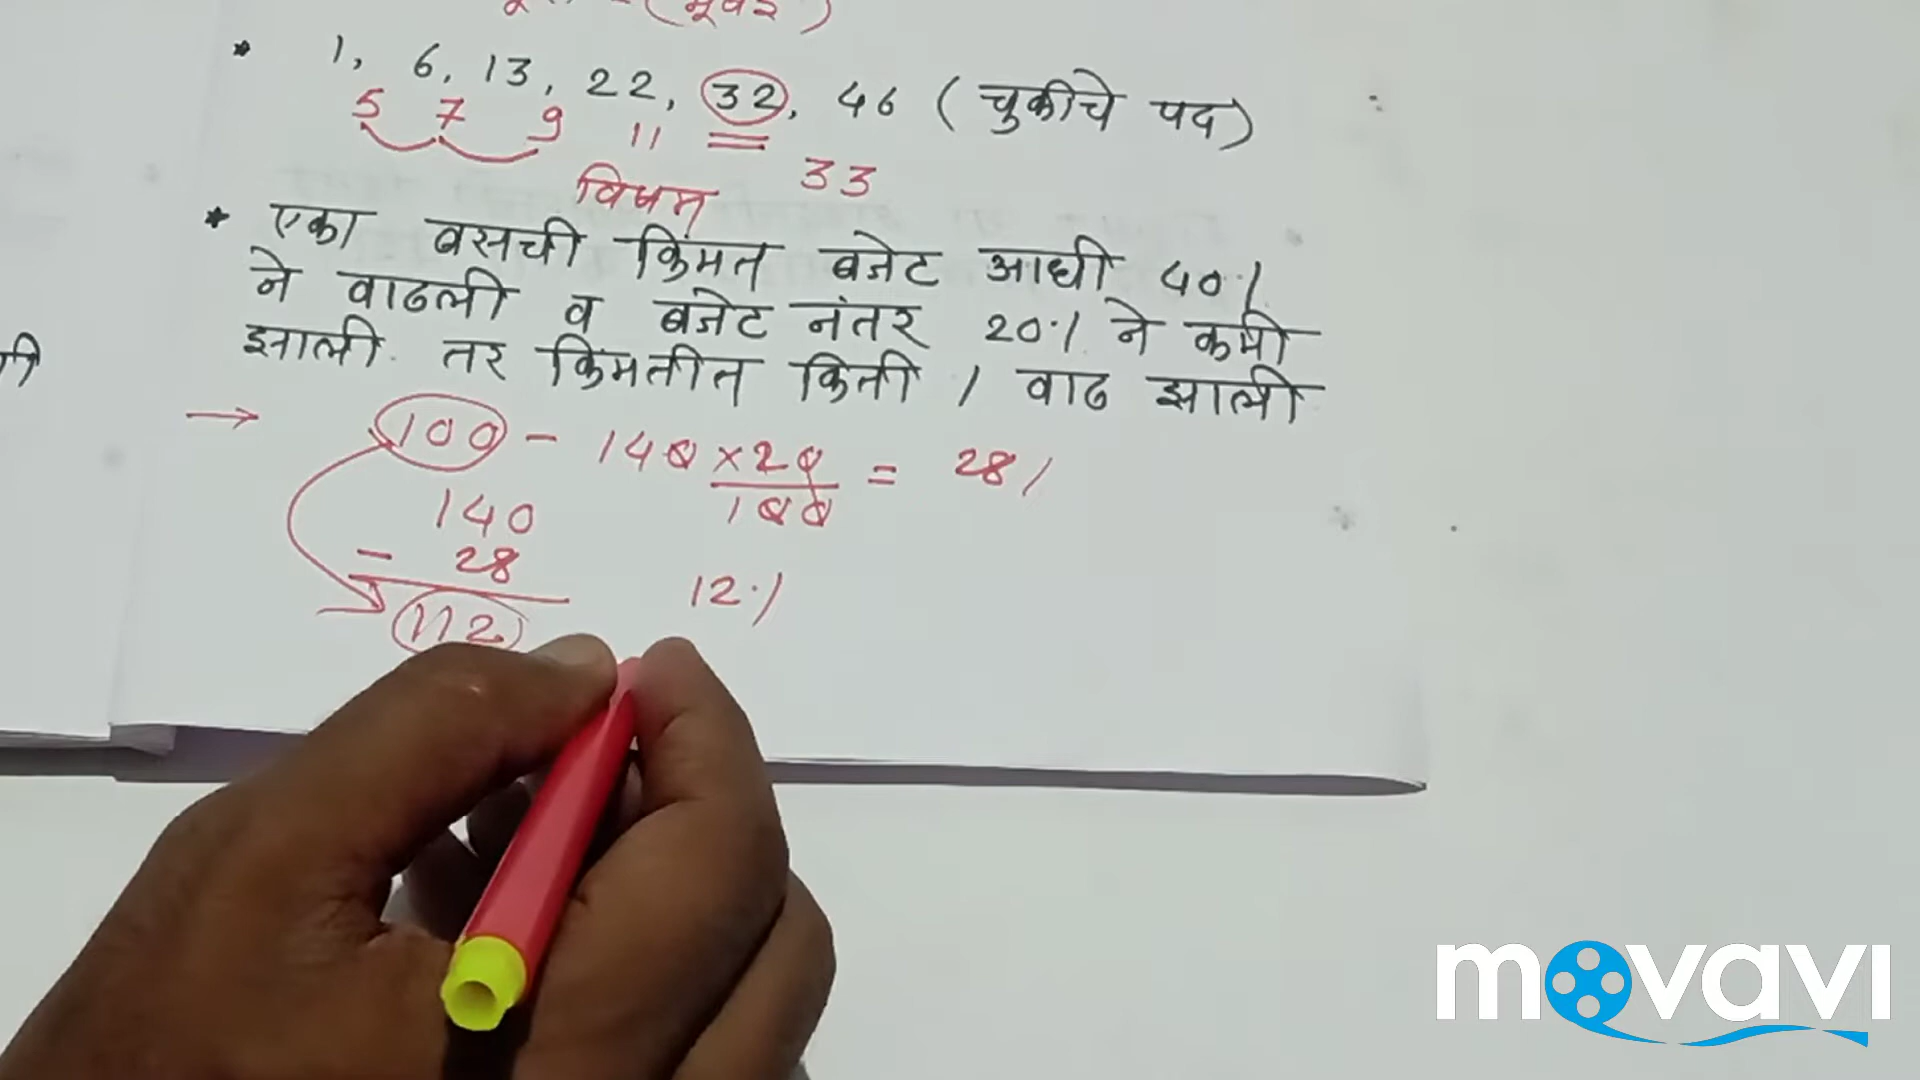 * 1, 6, 13, 22, 32, 46 (चुकीचे पद)
5 7 9 11
33
विषम
* एका बसची किंमत बजेट आधी 40%
ने वाढली व बजेट नंतर 20% ने कमी
झाली. तर किंमतीत किती % वाढ झाली
→ 100 - 140 × 20 / 100 = 28%
140
- 28
112
12%
movavi